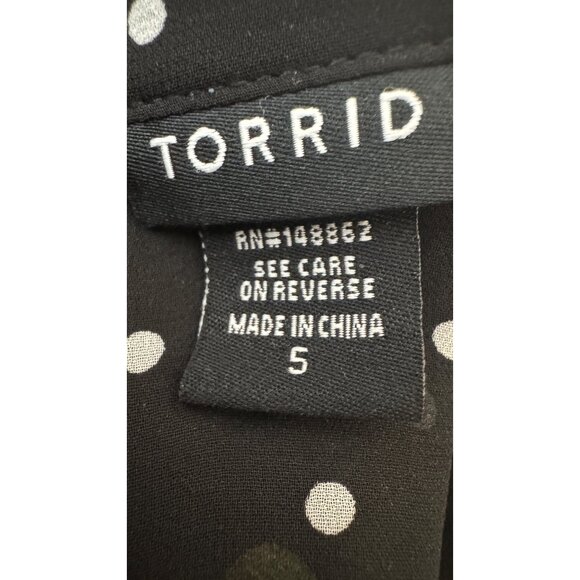 TORRID
RN#148862
SEE CARE
ON REVERSE
MADE IN CHINA
5